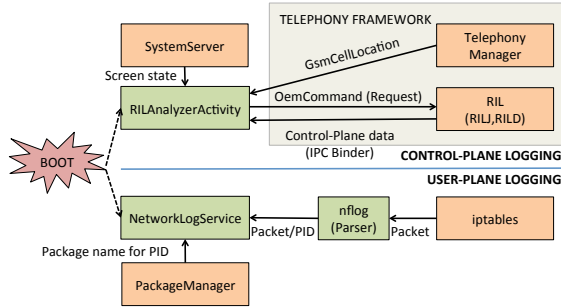 TELEPHONY FRAMEWORK
SystemServer
Telephony
Manager
GsmCellLocation
Screen state
RILAnalyzerActivity
OemCommand (Request)
RIL
(RILJ,RILD)
Control-Plane data
(IPC Binder)
CONTROL-PLANE LOGGING
BOOT
USER-PLANE LOGGING
NetworkLogService
nflog
(Parser)
iptables
Packet/PID
Packet
Package name for PID
PackageManager